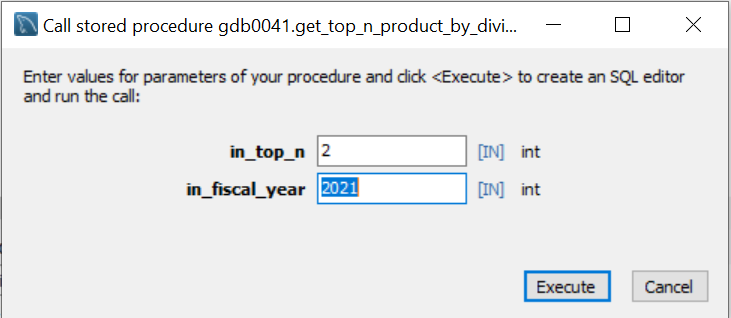 Call stored procedure gdb0041.get_top_n_product_by_divi...
Enter values for parameters of your procedure and click <Execute> to create an SQL editor
and run the call:
in_top_n 2 [IN] int
in_fiscal_year 2021 [IN] int
Execute Cancel